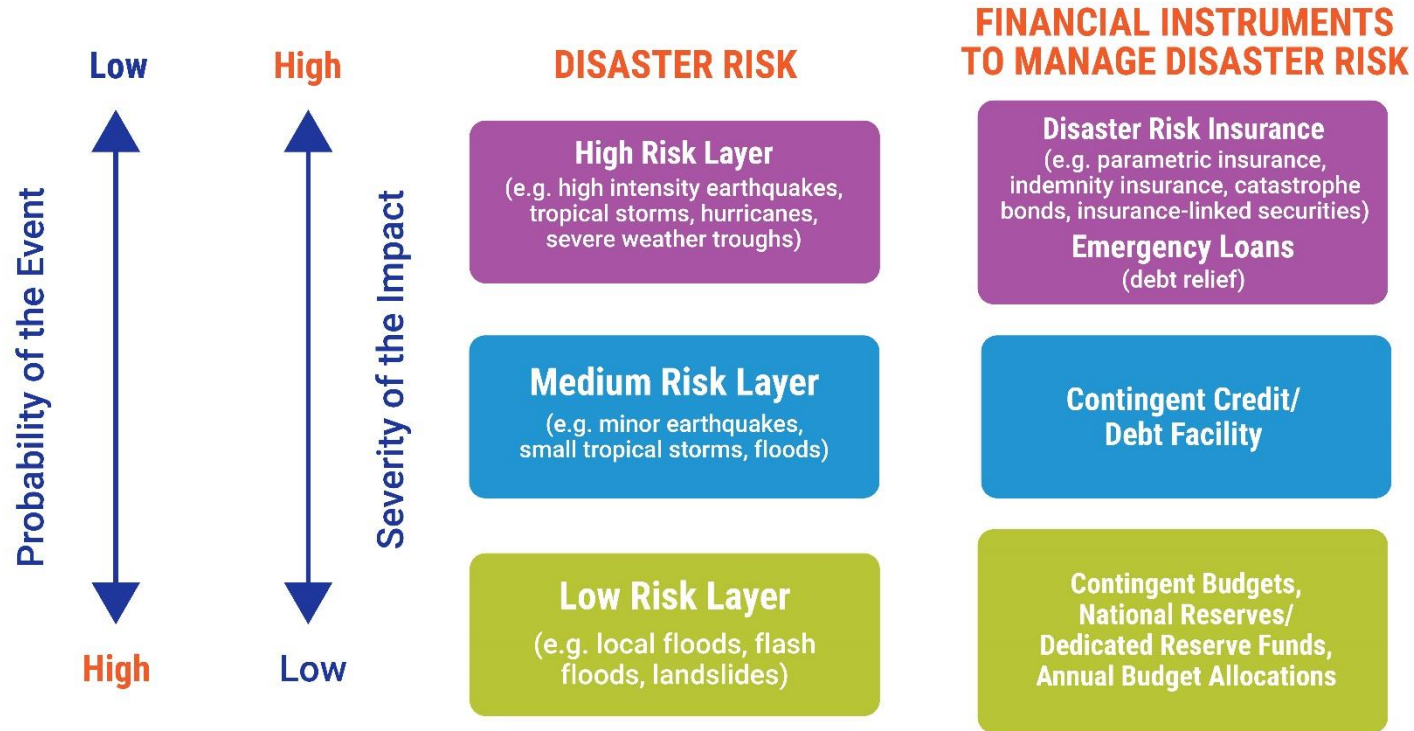 Low
High
Probability of the Event
High
Low
Severity of the Impact
DISASTER RISK
High Risk Layer
(e.g. high intensity earthquakes,
tropical storms, hurricanes,
severe weather troughs)
Medium Risk Layer
(e.g. minor earthquakes,
small tropical storms, floods)
Low Risk Layer
(e.g. local floods, flash
floods, landslides)
FINANCIAL INSTRUMENTS
TO MANAGE DISASTER RISK
Disaster Risk Insurance
(e.g. parametric insurance,
indemnity insurance, catastrophe
bonds, insurance-linked securities)
Emergency Loans
(debt relief)
Contingent Credit/
Debt Facility
Contingent Budgets,
National Reserves/
Dedicated Reserve Funds,
Annual Budget Allocations